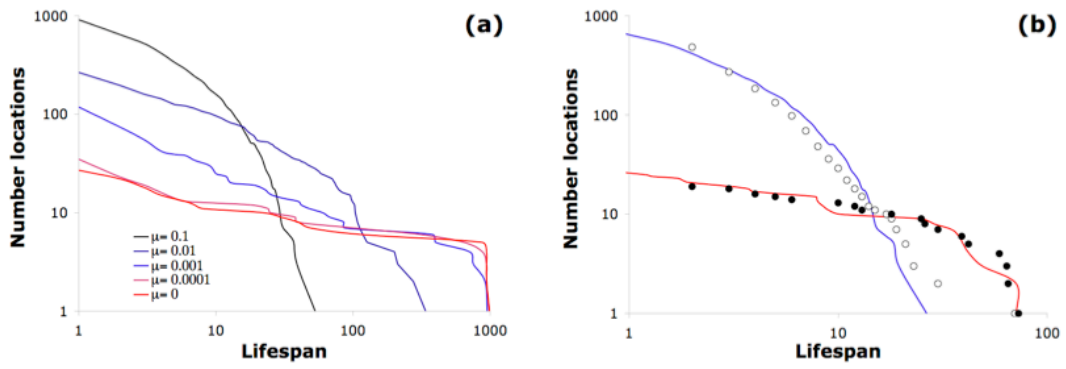 (a)
Number locations
1000
100
10
1
μ= 0.1
μ= 0.01
μ= 0.001
μ= 0.0001
μ= 0
1 10 100 1000
Lifespan
(b)
Number locations
1000
100
10
1
1 10 100
Lifespan